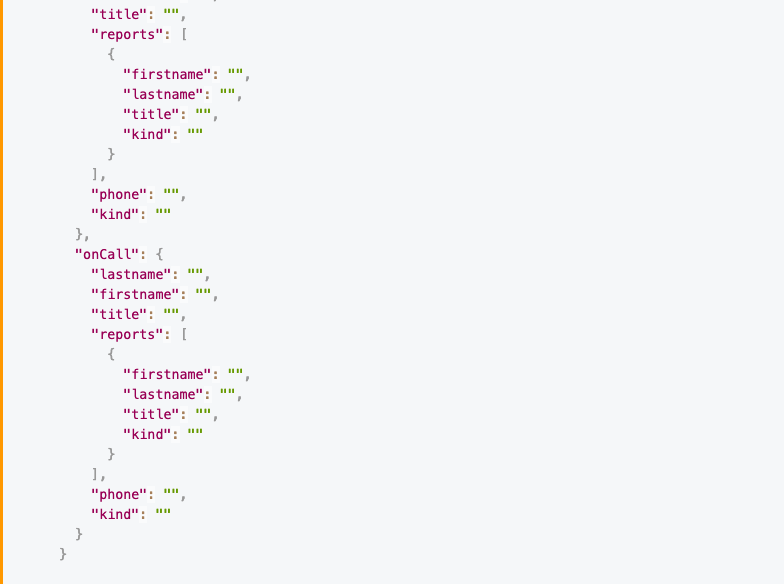 "title": "",
"reports": [
{
"firstname": "",
"lastname": "",
"title": "",
"kind": ""
}
],
"phone": "",
"kind": ""
},
"onCall": {
"lastname": "",
"firstname": "",
"title": "",
"reports": [
{
"firstname": "",
"lastname": "",
"title": "",
"kind": ""
}
],
"phone": "",
"kind": ""
}
}